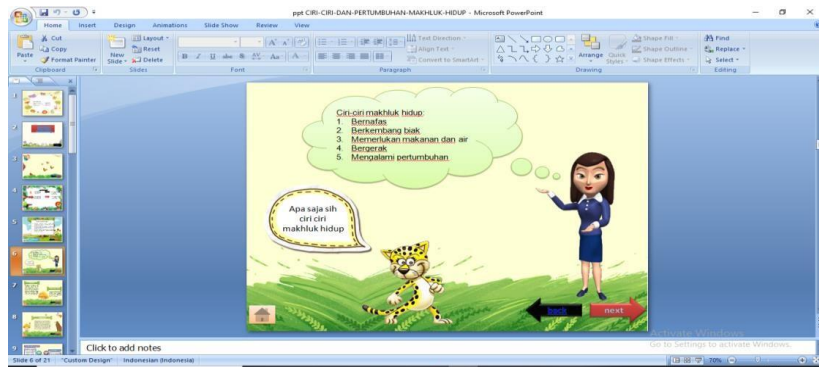 ppt CIRI-CIRI-DAN-PERTUMBUHAN-MAKHLUK-HIDUP - Microsoft PowerPoint
Home Insert Design Animations Slide Show Review View
Paste
Cut
Copy
Format Painter
Clipboard
New Slide
Layout
Reset
Delete
Slides
Font
Text Direction
Align Text
Convert to SmartArt
Paragraph
Arrange
Quick Styles
Shape Fill
Shape Outline
Shape Effects
Drawing
Find
Replace
Select
Editing
Ciri-ciri makhluk hidup:
1. Bernafas
2. Berkembang biak
3. Memerlukan makanan dan air
4. Bergerak
5. Mengalami pertumbuhan
Apa saja sih
ciri ciri
makhluk hidup
back
next
Activate Windows
Go to Settings to activate Windows.
Click to add notes
Slide 6 of 21 "Custom Design" Indonesian (Indonesia) 78%